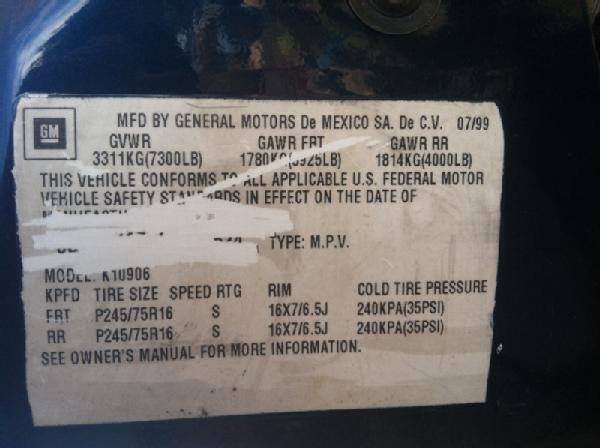 GM MFD BY GENERAL MOTORS De MEXICO SA. De C.V. 07/99
GVWR GAWR FRT GAWR RR
3311KG(7300LB) 1780KG(3925LB) 1814KG(4000LB)
THIS VEHICLE CONFORMS TO ALL APPLICABLE U.S. FEDERAL MOTOR
VEHICLE SAFETY STANDARDS IN EFFECT ON THE DATE OF
TYPE: M.P.V.
MODEL: K10906
KPFD TIRE SIZE SPEED RTG RIM COLD TIRE PRESSURE
FRT P245/75R16 S 16X7/6.5J 240KPA(35PSI)
RR P245/75R16 S 16X7/6.5J 240KPA(35PSI)
SEE OWNER'S MANUAL FOR MORE INFORMATION.